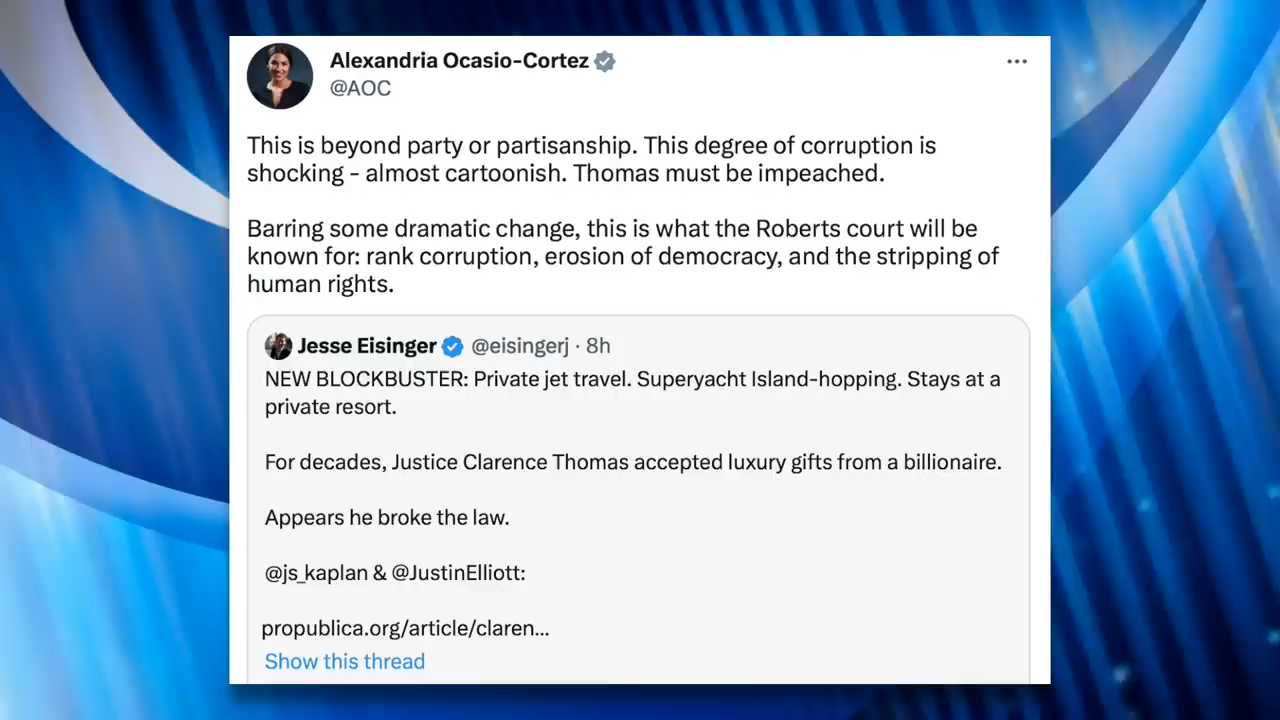 Alexandria Ocasio-Cortez
@AOC
This is beyond party or partisanship. This degree of corruption is
shocking - almost cartoonish. Thomas must be impeached.
Barring some dramatic change, this is what the Roberts court will be
known for: rank corruption, erosion of democracy, and the stripping of
human rights.
Jesse Eisinger @eisingerj · 8h
NEW BLOCKBUSTER: Private jet travel. Superyacht Island-hopping. Stays at a
private resort.
For decades, Justice Clarence Thomas accepted luxury gifts from a billionaire.
Appears he broke the law.
@js_kaplan & @JustinElliott:
propublica.org/article/claren...
Show this thread